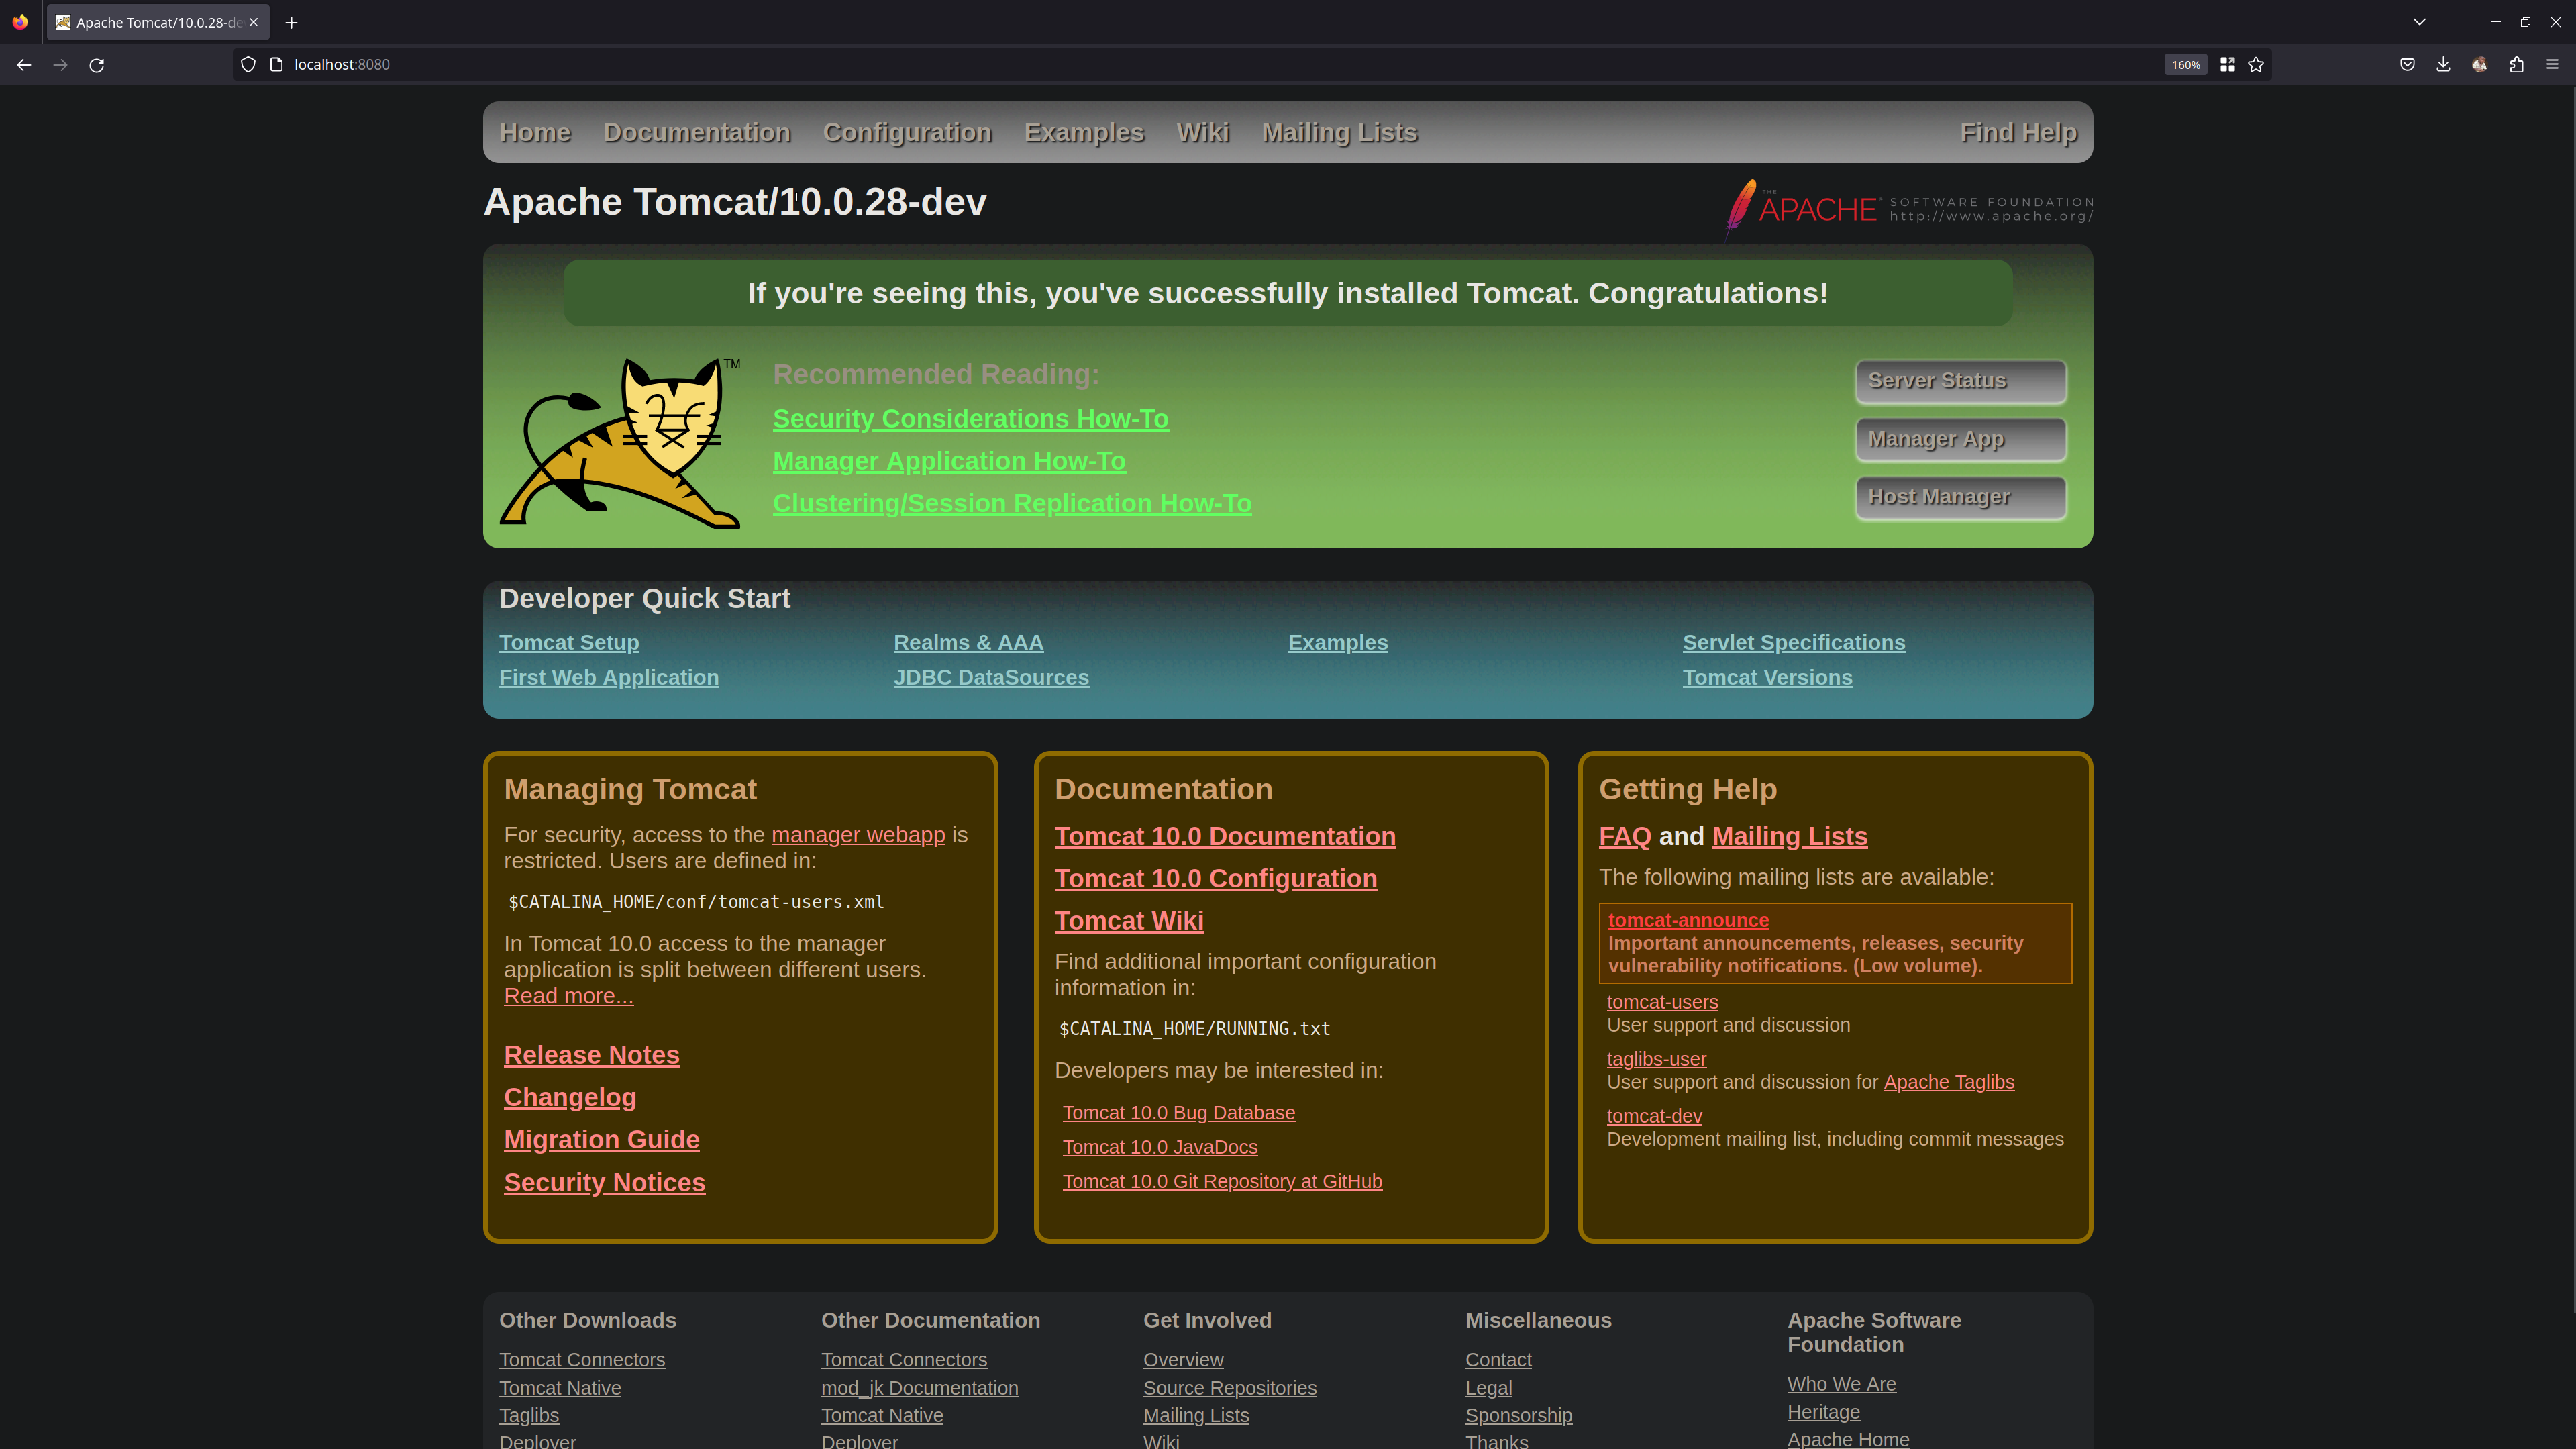 Apache Tomcat/10.0.28-de
localhost:8080
160%
Home Documentation Configuration Examples Wiki Mailing Lists Find Help
Apache Tomcat/10.0.28-dev
THE
APACHE® SOFTWARE FOUNDATION
http://www.apache.org/
If you're seeing this, you've successfully installed Tomcat. Congratulations!
TM
Recommended Reading:
Security Considerations How-To
Manager Application How-To
Clustering/Session Replication How-To
Server Status
Manager App
Host Manager
Developer Quick Start
Tomcat Setup
First Web Application
Realms & AAA
JDBC DataSources
Examples
Servlet Specifications
Tomcat Versions
Managing Tomcat
For security, access to the manager webapp is
restricted. Users are defined in:
$CATALINA_HOME/conf/tomcat-users.xml
In Tomcat 10.0 access to the manager
application is split between different users.
Read more...
Release Notes
Changelog
Migration Guide
Security Notices
Documentation
Tomcat 10.0 Documentation
Tomcat 10.0 Configuration
Tomcat Wiki
Find additional important configuration
information in:
$CATALINA_HOME/RUNNING.txt
Developers may be interested in:
Tomcat 10.0 Bug Database
Tomcat 10.0 JavaDocs
Tomcat 10.0 Git Repository at GitHub
Getting Help
FAQ and Mailing Lists
The following mailing lists are available:
tomcat-announce
Important announcements, releases, security
vulnerability notifications. (Low volume).
tomcat-users
User support and discussion
taglibs-user
User support and discussion for Apache Taglibs
tomcat-dev
Development mailing list, including commit messages
Other Downloads
Tomcat Connectors
Tomcat Native
Taglibs
Deployer
Other Documentation
Tomcat Connectors
mod_jk Documentation
Tomcat Native
Deployer
Get Involved
Overview
Source Repositories
Mailing Lists
Wiki
Miscellaneous
Contact
Legal
Sponsorship
Thanks
Apache Software
Foundation
Who We Are
Heritage
Apache Home